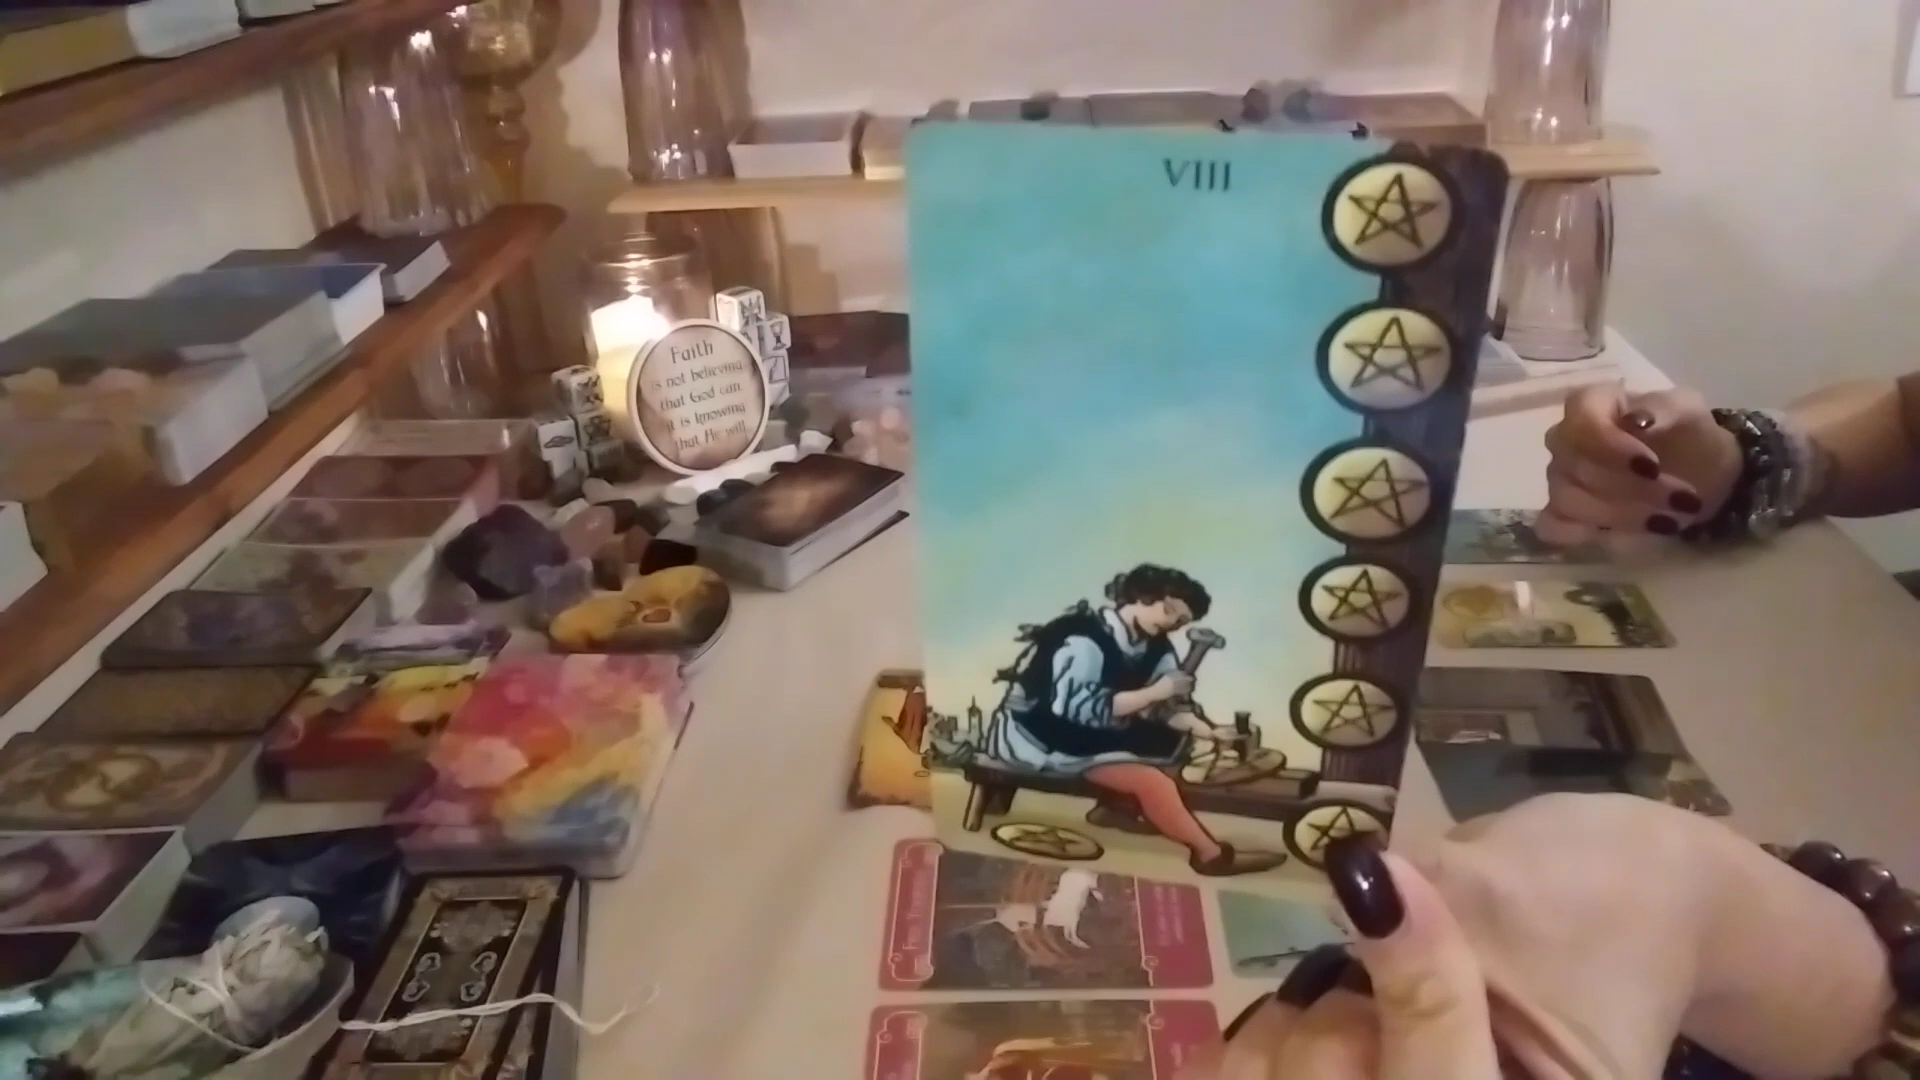 VIII
Faith
is not believing
that God can.
it is knowing
that He will.